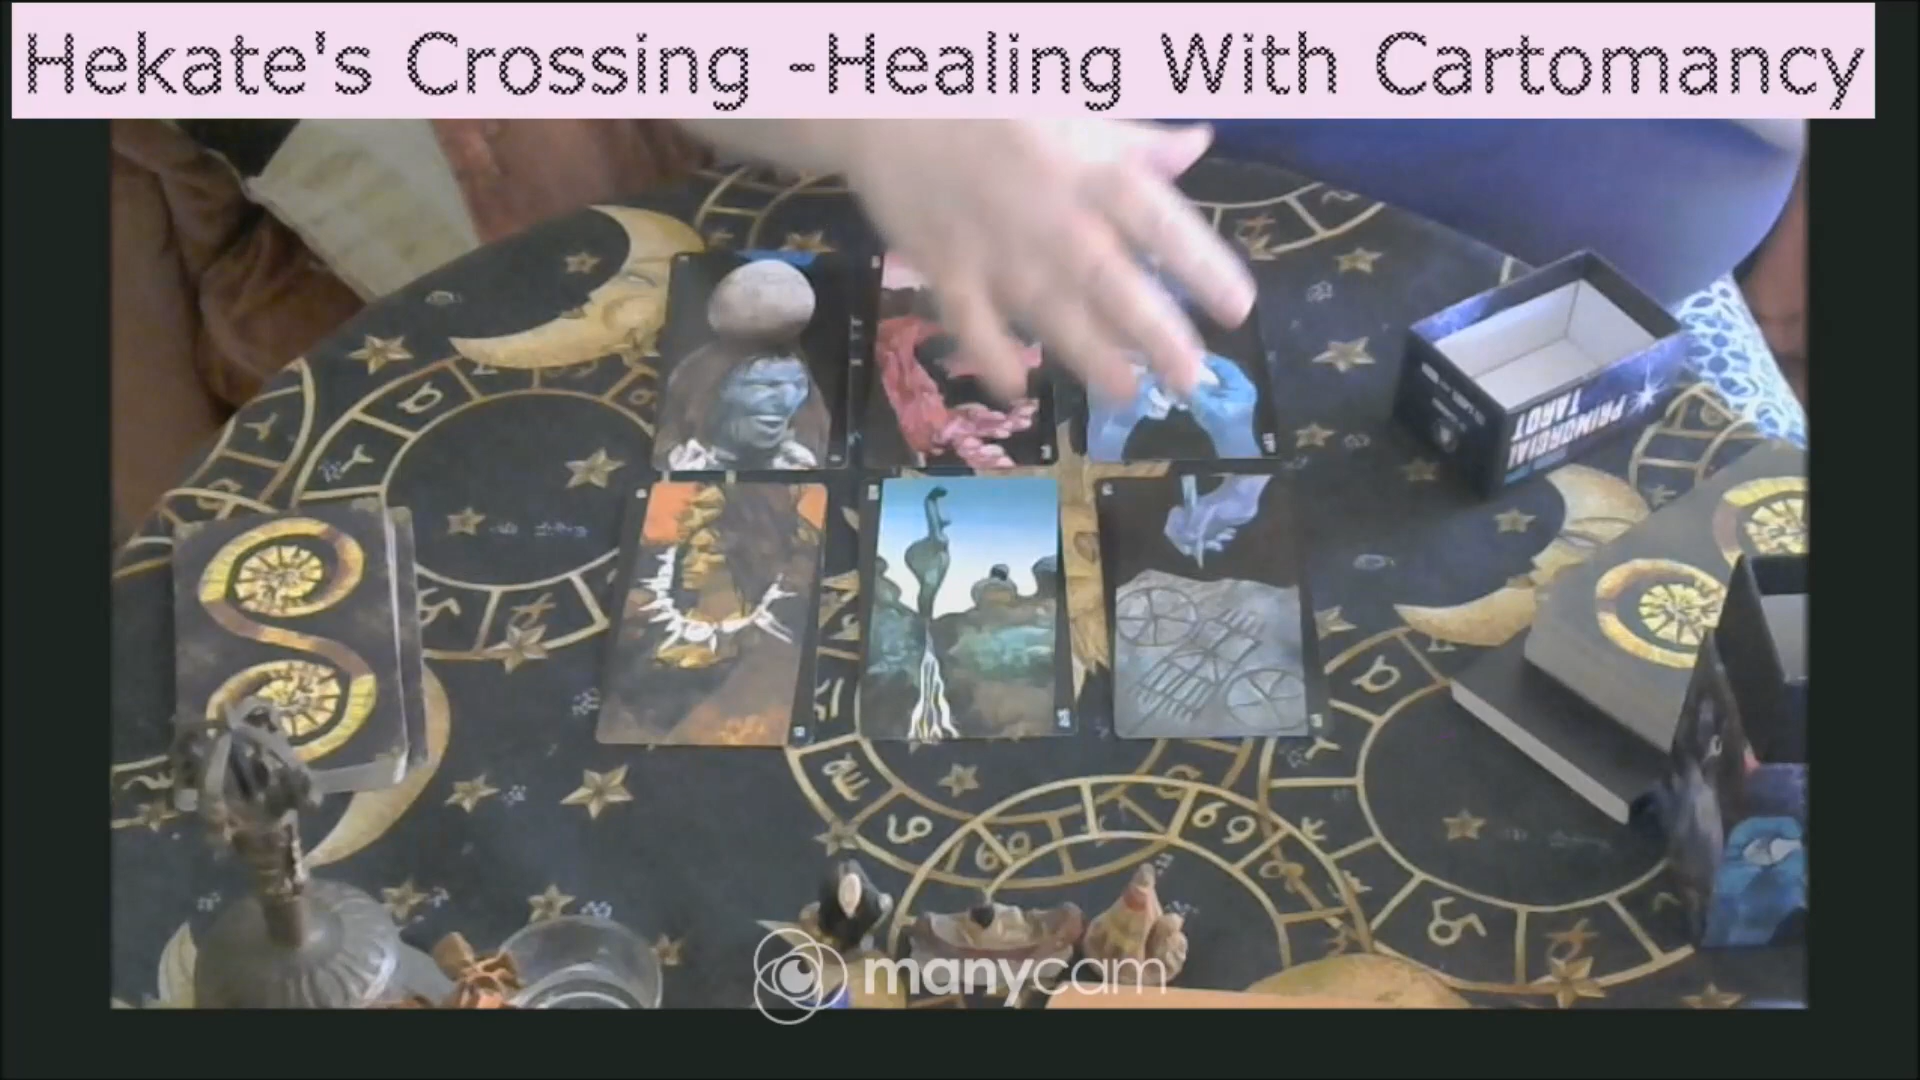 Hekate's Crossing -Healing With Cartomancy
PRIMORDIAL
TAROT
manycam